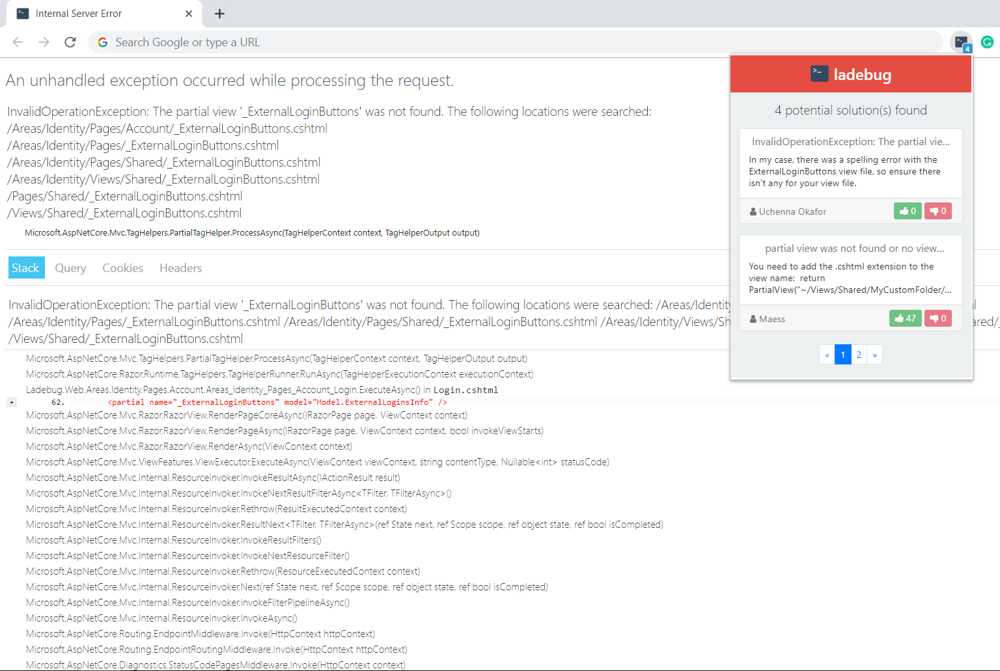 Internal Server Error
Search Google or type a URL
4
An unhandled exception occurred while processing the request.
InvalidOperationException: The partial view '_ExternalLoginButtons' was not found. The following locations were searched:
/Areas/Identity/Pages/Account/_ExternalLoginButtons.cshtml
/Areas/Identity/Pages/_ExternalLoginButtons.cshtml
/Areas/Identity/Pages/Shared/_ExternalLoginButtons.cshtml
/Areas/Identity/Views/Shared/_ExternalLoginButtons.cshtml
/Pages/Shared/_ExternalLoginButtons.cshtml
/Views/Shared/_ExternalLoginButtons.cshtml
Microsoft.AspNetCore.Mvc.TagHelpers.PartialTagHelper.ProcessAsync(TagHelperContext context, TagHelperOutput output)
Stack Query Cookies Headers
InvalidOperationException: The partial view '_ExternalLoginButtons' was not found. The following locations were searched: /Areas/Identity
/Areas/Identity/Pages/_ExternalLoginButtons.cshtml /Areas/Identity/Pages/Shared/_ExternalLoginButtons.cshtml /Areas/Identity/Views/Sh ared/_
/Views/Shared/_ExternalLoginButtons.cshtml
Microsoft.AspNetCore.Mvc.TagHelpers.PartialTagHelper.ProcessAsync(TagHelperContext context, TagHelperOutput output)
Microsoft.AspNetCore.Razor.Runtime.TagHelpers.TagHelperRunner.RunAsync(TagHelperExecutionContext executionContext)
Ladebug.Web.Areas.Identity.Pages.Account.Areas_Identity_Pages_Account_Login.ExecuteAsync() in Login.cshtml
+ 62. <partial name="_ExternalLoginButtons" model="Model.ExternalLoginsInfo" />
Microsoft.AspNetCore.Mvc.Razor.RazorView.RenderPageCoreAsync(IRazorPage page, ViewContext context)
Microsoft.AspNetCore.Mvc.Razor.RazorView.RenderPageAsync(IRazorPage page, ViewContext context, bool invokeViewStarts)
Microsoft.AspNetCore.Mvc.Razor.RazorView.RenderAsync(ViewContext context)
Microsoft.AspNetCore.Mvc.ViewFeatures.ViewExecutor.ExecuteAsync(ViewContext viewContext, string contentType, Nullable<int> statusCode)
Microsoft.AspNetCore.Mvc.Internal.ResourceInvoker.InvokeResultAsync(IActionResult result)
Microsoft.AspNetCore.Mvc.Internal.ResourceInvoker.InvokeNextResultFilterAsync<TFilter, TFilterAsync>()
Microsoft.AspNetCore.Mvc.Internal.ResourceInvoker.Rethrow(ResultExecutedContext context)
Microsoft.AspNetCore.Mvc.Internal.ResourceInvoker.ResultNext<TFilter, TFilterAsync>(ref State next, ref Scope scope, ref object state, ref bool isCompleted)
Microsoft.AspNetCore.Mvc.Internal.ResourceInvoker.InvokeResultFilters()
Microsoft.AspNetCore.Mvc.Internal.ResourceInvoker.InvokeNextResourceFilter()
Microsoft.AspNetCore.Mvc.Internal.ResourceInvoker.Rethrow(ResourceExecutedContext context)
Microsoft.AspNetCore.Mvc.Internal.ResourceInvoker.Next(ref State next, ref Scope scope, ref object state, ref bool isCompleted)
Microsoft.AspNetCore.Mvc.Internal.ResourceInvoker.InvokeFilterPipelineAsync()
Microsoft.AspNetCore.Mvc.Internal.ResourceInvoker.InvokeAsync()
Microsoft.AspNetCore.Routing.EndpointMiddleware.Invoke(HttpContext httpContext)
Microsoft.AspNetCore.Routing.EndpointRoutingMiddleware.Invoke(HttpContext httpContext)
Microsoft.AspNetCore.Diagnostics.StatusCodePagesMiddleware.Invoke(HttpContext context)
ladebug
4 potential solution(s) found
InvalidOperationException: The partial vie...
In my case, there was a spelling error with the
ExternalLoginButtons view file, so ensure there
isn't any for your view file.
Uchenna Okafor 0 0
partial view was not found or no view...
You need to add the .cshtml extension to the
view name: return
PartialView("~/Views/Shared/MyCustomFolder/...
Maess 47 0
« 1 2 »